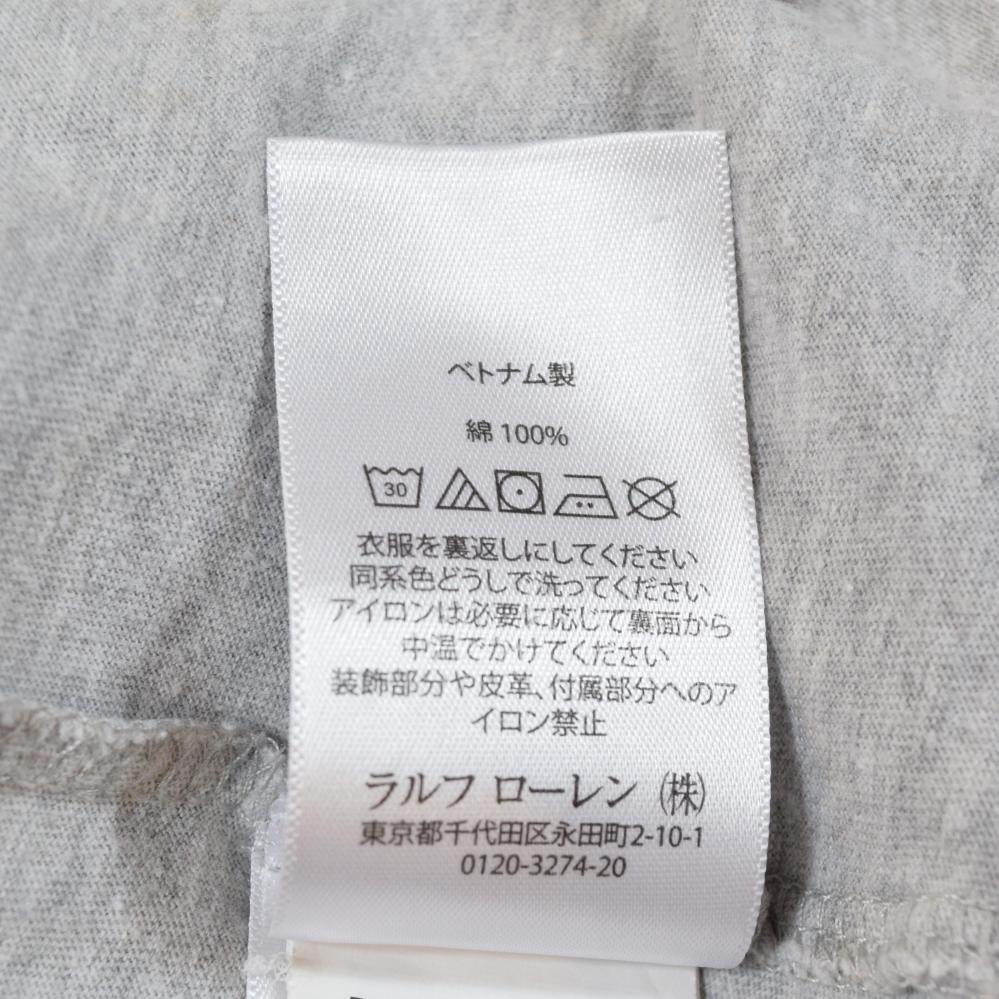 ベトナム製
綿 100%
30
衣服を裏返しにしてください
同系色どうしで洗ってください
アイロンは必要に応じて裏面から
中温でかけてください
装飾部分や皮革、付属部分へのア
イロン禁止
ラルフ ローレン (株)
東京都千代田区永田町2-10-1
0120-3274-20